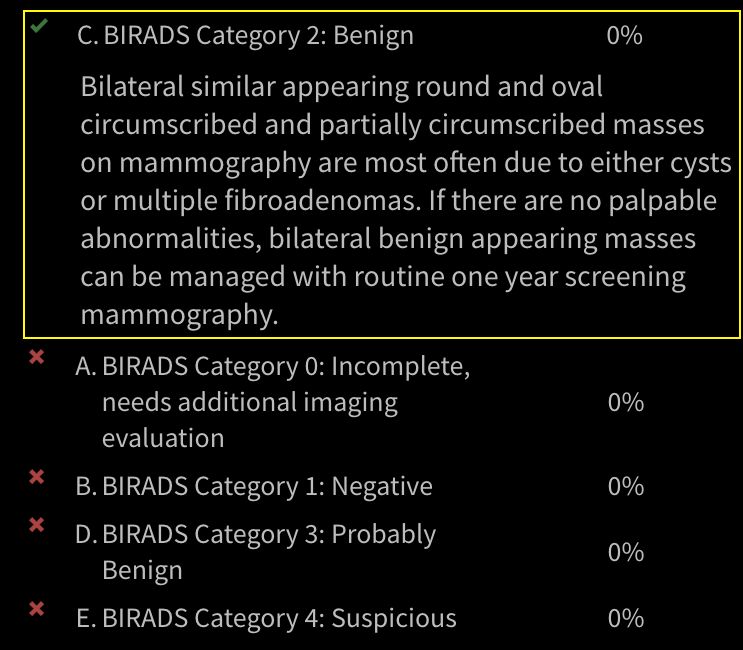 C. BIRADS Category 2: Benign 0%
Bilateral similar appearing round and oval
circumscribed and partially circumscribed masses
on mammography are most often due to either cysts
or multiple fibroadenomas. If there are no palpable
abnormalities, bilateral benign appearing masses
can be managed with routine one year screening
mammography.
A. BIRADS Category 0: Incomplete,
needs additional imaging 0%
evaluation
B. BIRADS Category 1: Negative 0%
D. BIRADS Category 3: Probably
Benign 0%
E. BIRADS Category 4: Suspicious 0%